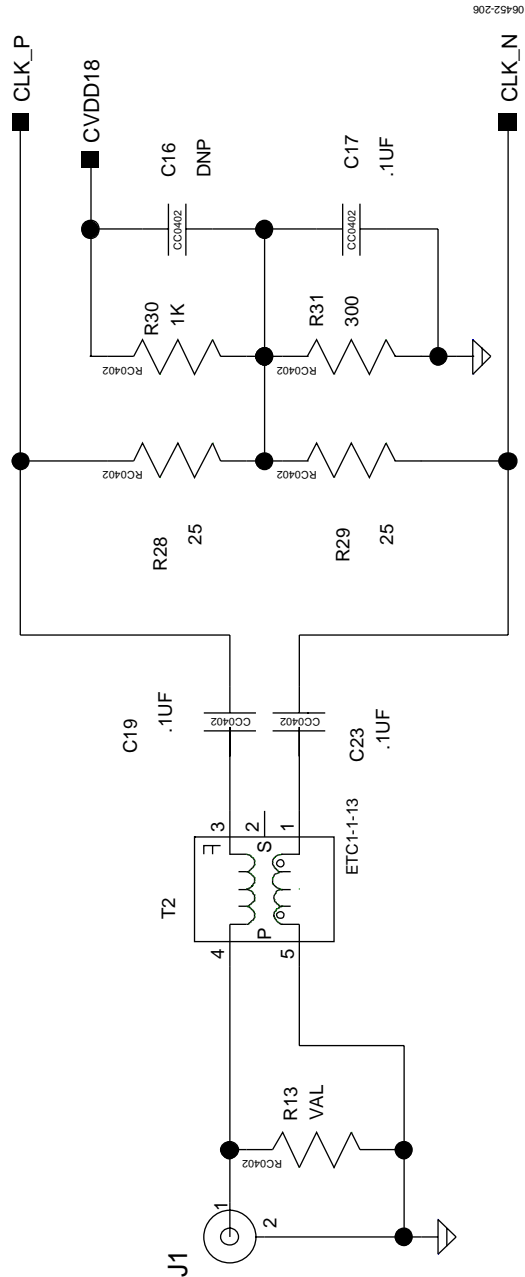 J1
1
2
R13
VAL
RC0402
T2
4
5
P
S
3
2
1
ETC1-1-13
C19
.1UF
CC0402
C23
.1UF
CC0402
R28
25
RC0402
R29
25
RC0402
R30
1K
RC0402
R31
300
RC0402
C16
DNP
CC0402
C17
.1UF
CC0402
CVDD18
CLK_P
CLK_N
06452-206